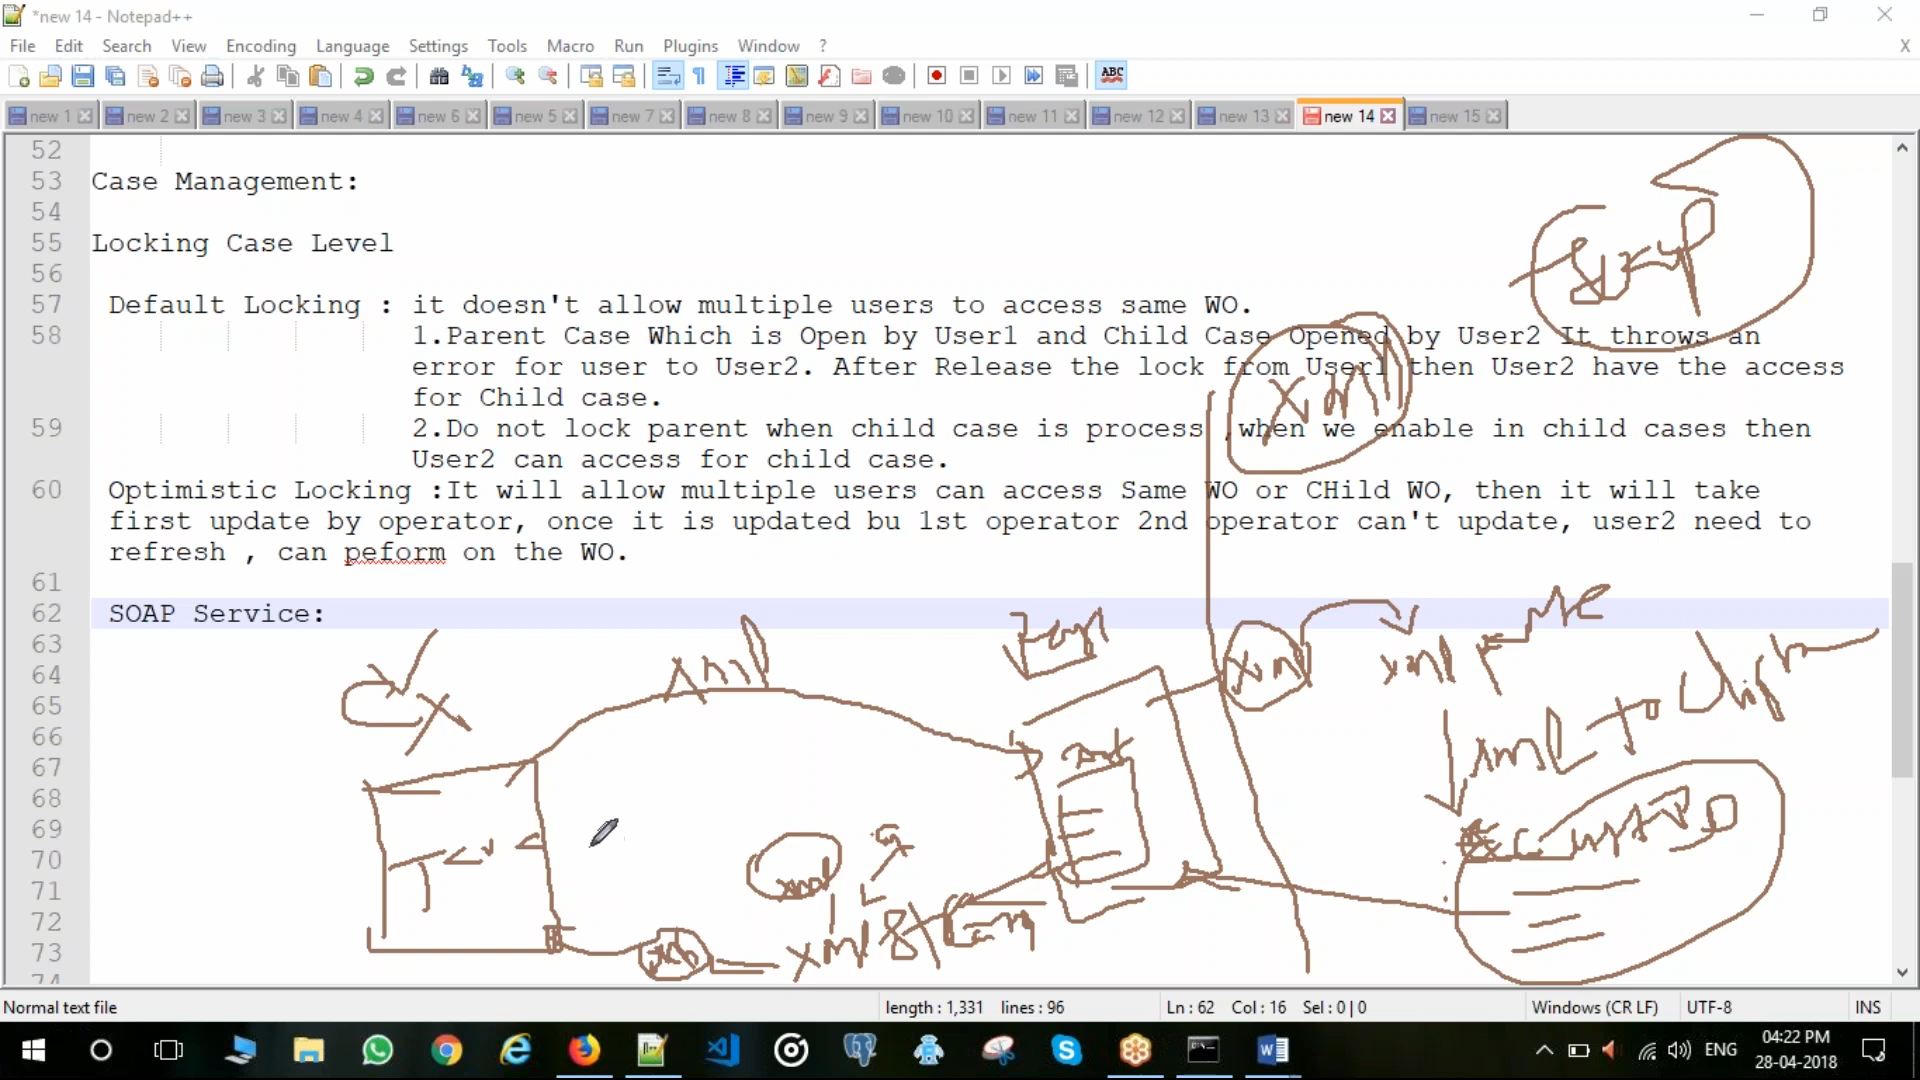 *new 14 - Notepad++
File Edit Search View Encoding Language Settings Tools Macro Run Plugins Window ? X
ABC
new 1 new 2 new 3 new 4 new 6 new 5 new 7 new 8 new 9 new 10 new 11 new 12 new 13 new 14 new 15
52
53 Case Management:
54
55 Locking Case Level
56
57 Default Locking : it doesn't allow multiple users to access same WO.
58 1.Parent Case Which is Open by User1 and Child Case Opened by User2 It throws an
error for user to User2. After Release the lock from User1 then User2 have the access
for Child case.
59 2.Do not lock parent when child case is process ,when we enable in child cases then
User2 can access for child case.
60 Optimistic Locking :It will allow multiple users can access Same WO or CHild WO, then it will take
first update by operator, once it is updated bu 1st operator 2nd operator can't update, user2 need to
refresh , can peform on the WO.
61
62 SOAP Service:
63
64
65
66
67
68
69
70
71
72
73
74
xml
xml
xml
xml
XML to
xml
xml
Normal text file length : 1,331 lines : 96 Ln : 62 Col : 16 Sel : 0 | 0 Windows (CR LF) UTF-8 INS
ENG
04:22 PM
28-04-2018